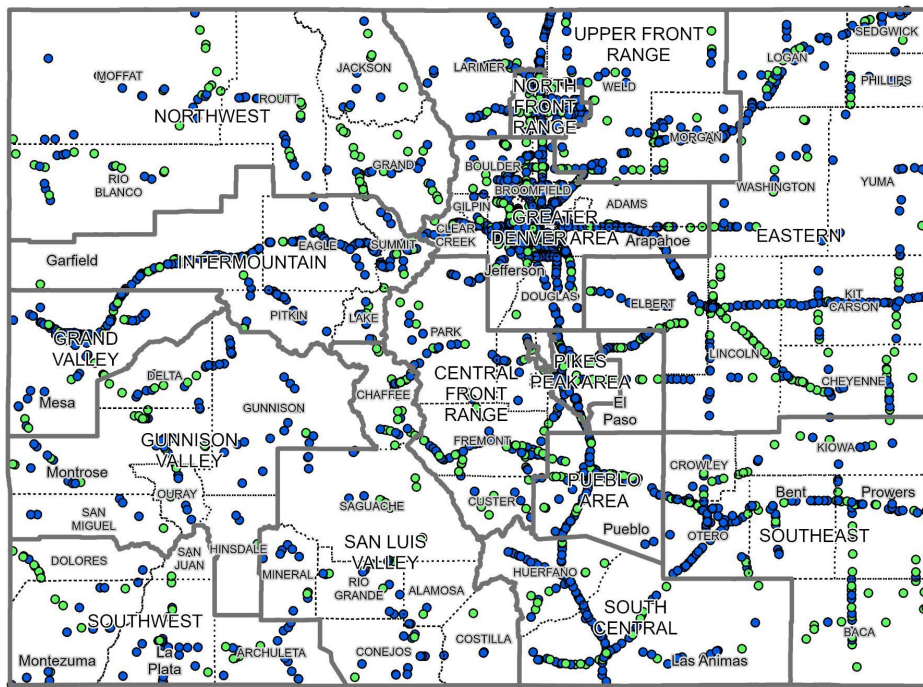 UPPER FRONT
RANGE
SEDGWICK
LOGAN
PHILLIPS
MOFFAT
JACKSON
LARIMER
NORTH
FRONT
RANGE
WELD
ROUTT
NORTHWEST
MORGAN
RIO
BLANCO
GRAND
BOULDER
BROOMFIELD
WASHINGTON
YUMA
GILPIN
ADAMS
GREATER
DENVER AREA
CLEAR
CREEK
Arapahoe
EASTERN
Garfield
INTERMOUNTAIN
EAGLE
SUMMIT
Jefferson
DOUGLAS
ELBERT
KIT
CARSON
PITKIN
LAKE
PARK
GRAND
VALLEY
LINCOLN
DELTA
CENTRAL
FRONT
RANGE
PIKES
PEAK AREA
CHEYENNE
Mesa
GUNNISON
CHAFFEE
El
Paso
GUNNISON
VALLEY
FREMONT
KIOWA
Montrose
CROWLEY
OURAY
PUEBLO
AREA
Bent
Prowers
SAGUACHE
CUSTER
SAN
MIGUEL
Pueblo
OTERO
SOUTHEAST
DOLORES
SAN
JUAN
HINSDALE
SAN LUIS
VALLEY
MINERAL
RIO
GRANDE
HUERFANO
ALAMOSA
SOUTH
CENTRAL
SOUTHWEST
La
Plata
Montezuma
ARCHULETA
CONEJOS
COSTILLA
Las Animas
BACA